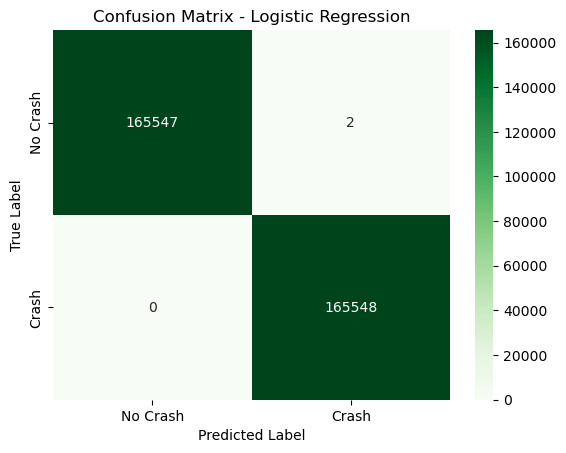 Confusion Matrix - Logistic Regression
True Label
No Crash
Crash
165547
2
0
165548
No Crash
Crash
Predicted Label
160000
140000
120000
100000
80000
60000
40000
20000
0